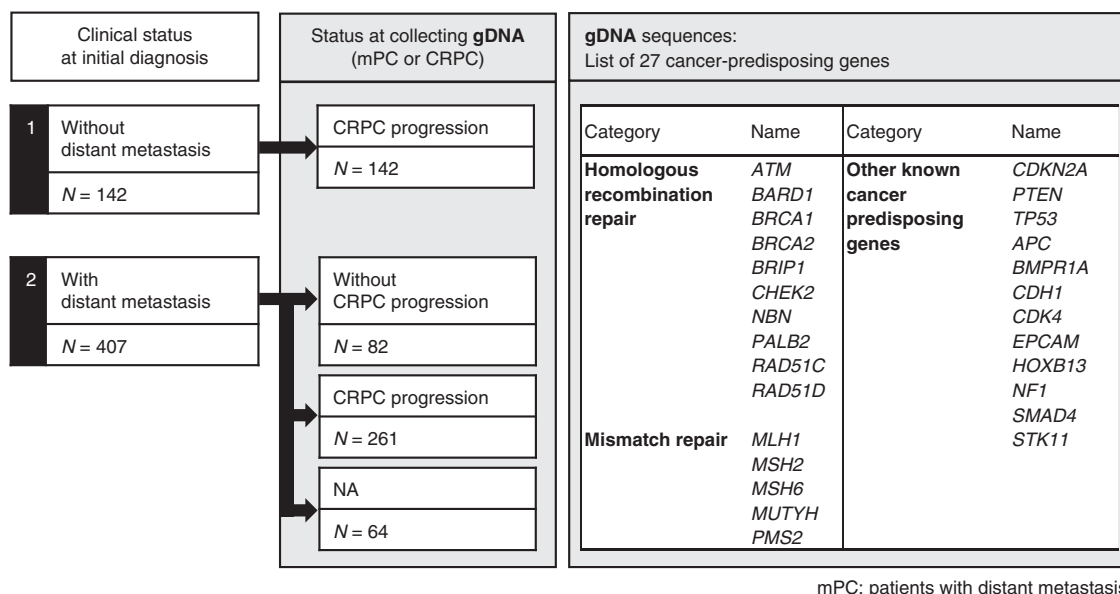 Clinical status
at initial diagnosis
Status at collecting gDNA
(mPC or CRPC)
gDNA sequences:
List of 27 cancer-predisposing genes
1
Without
distant metastasis
N = 142
CRPC progression
N = 142
2
With
distant metastasis
N = 407
Without
CRPC progression
N = 82
CRPC progression
N = 261
NA
N = 64
Category Name Category Name
Homologous ATM Other known CDKN2A
recombination BARD1 cancer PTEN
repair BRCA1 predisposing TP53
BRCA2 genes APC
BRIP1 BMPR1A
CHEK2 CDH1
NBN CDK4
PALB2 EPCAM
RAD51C HOXB13
RAD51D NF1
SMAD4
Mismatch repair MLH1 STK11
MSH2
MSH6
MUTYH
PMS2
mPC: patients with distant metastasis